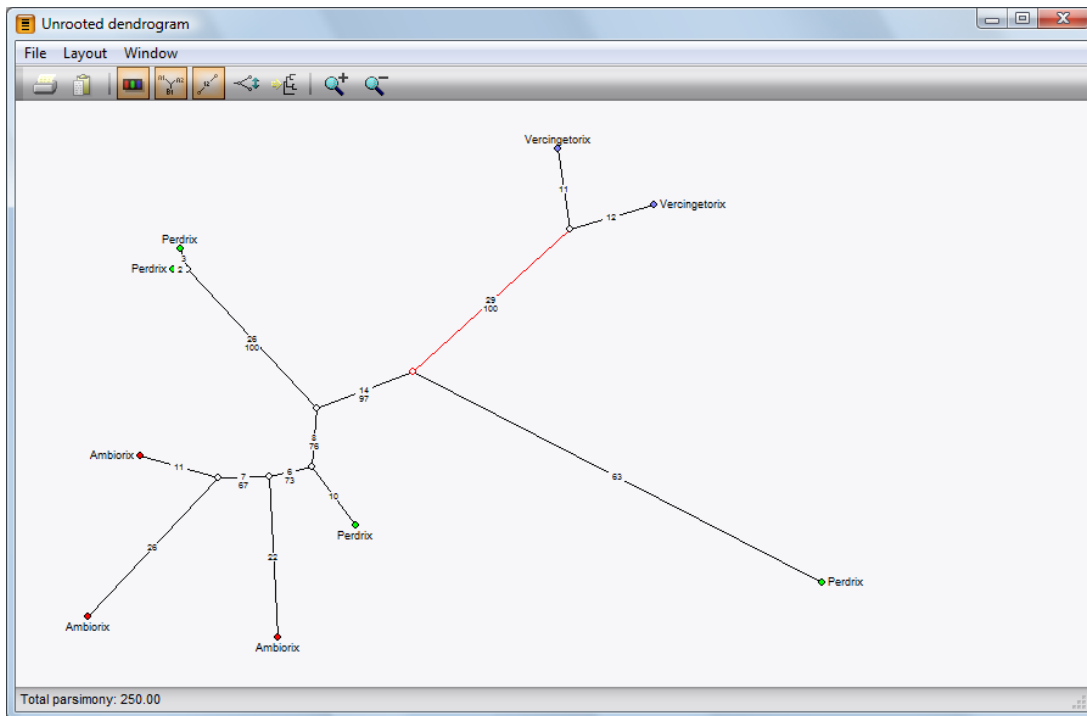 Unrooted dendrogram
File Layout Window
Vercingetorix
11
12
Vercingetorix
Perdrix
3
Perdrix
2
29
100
26
100
14
97
8
76
Ambiorix
11
7
67
6
73
10
63
Perdrix
26
22
Perdrix
Ambiorix
Ambiorix
Total parsimony: 250.00